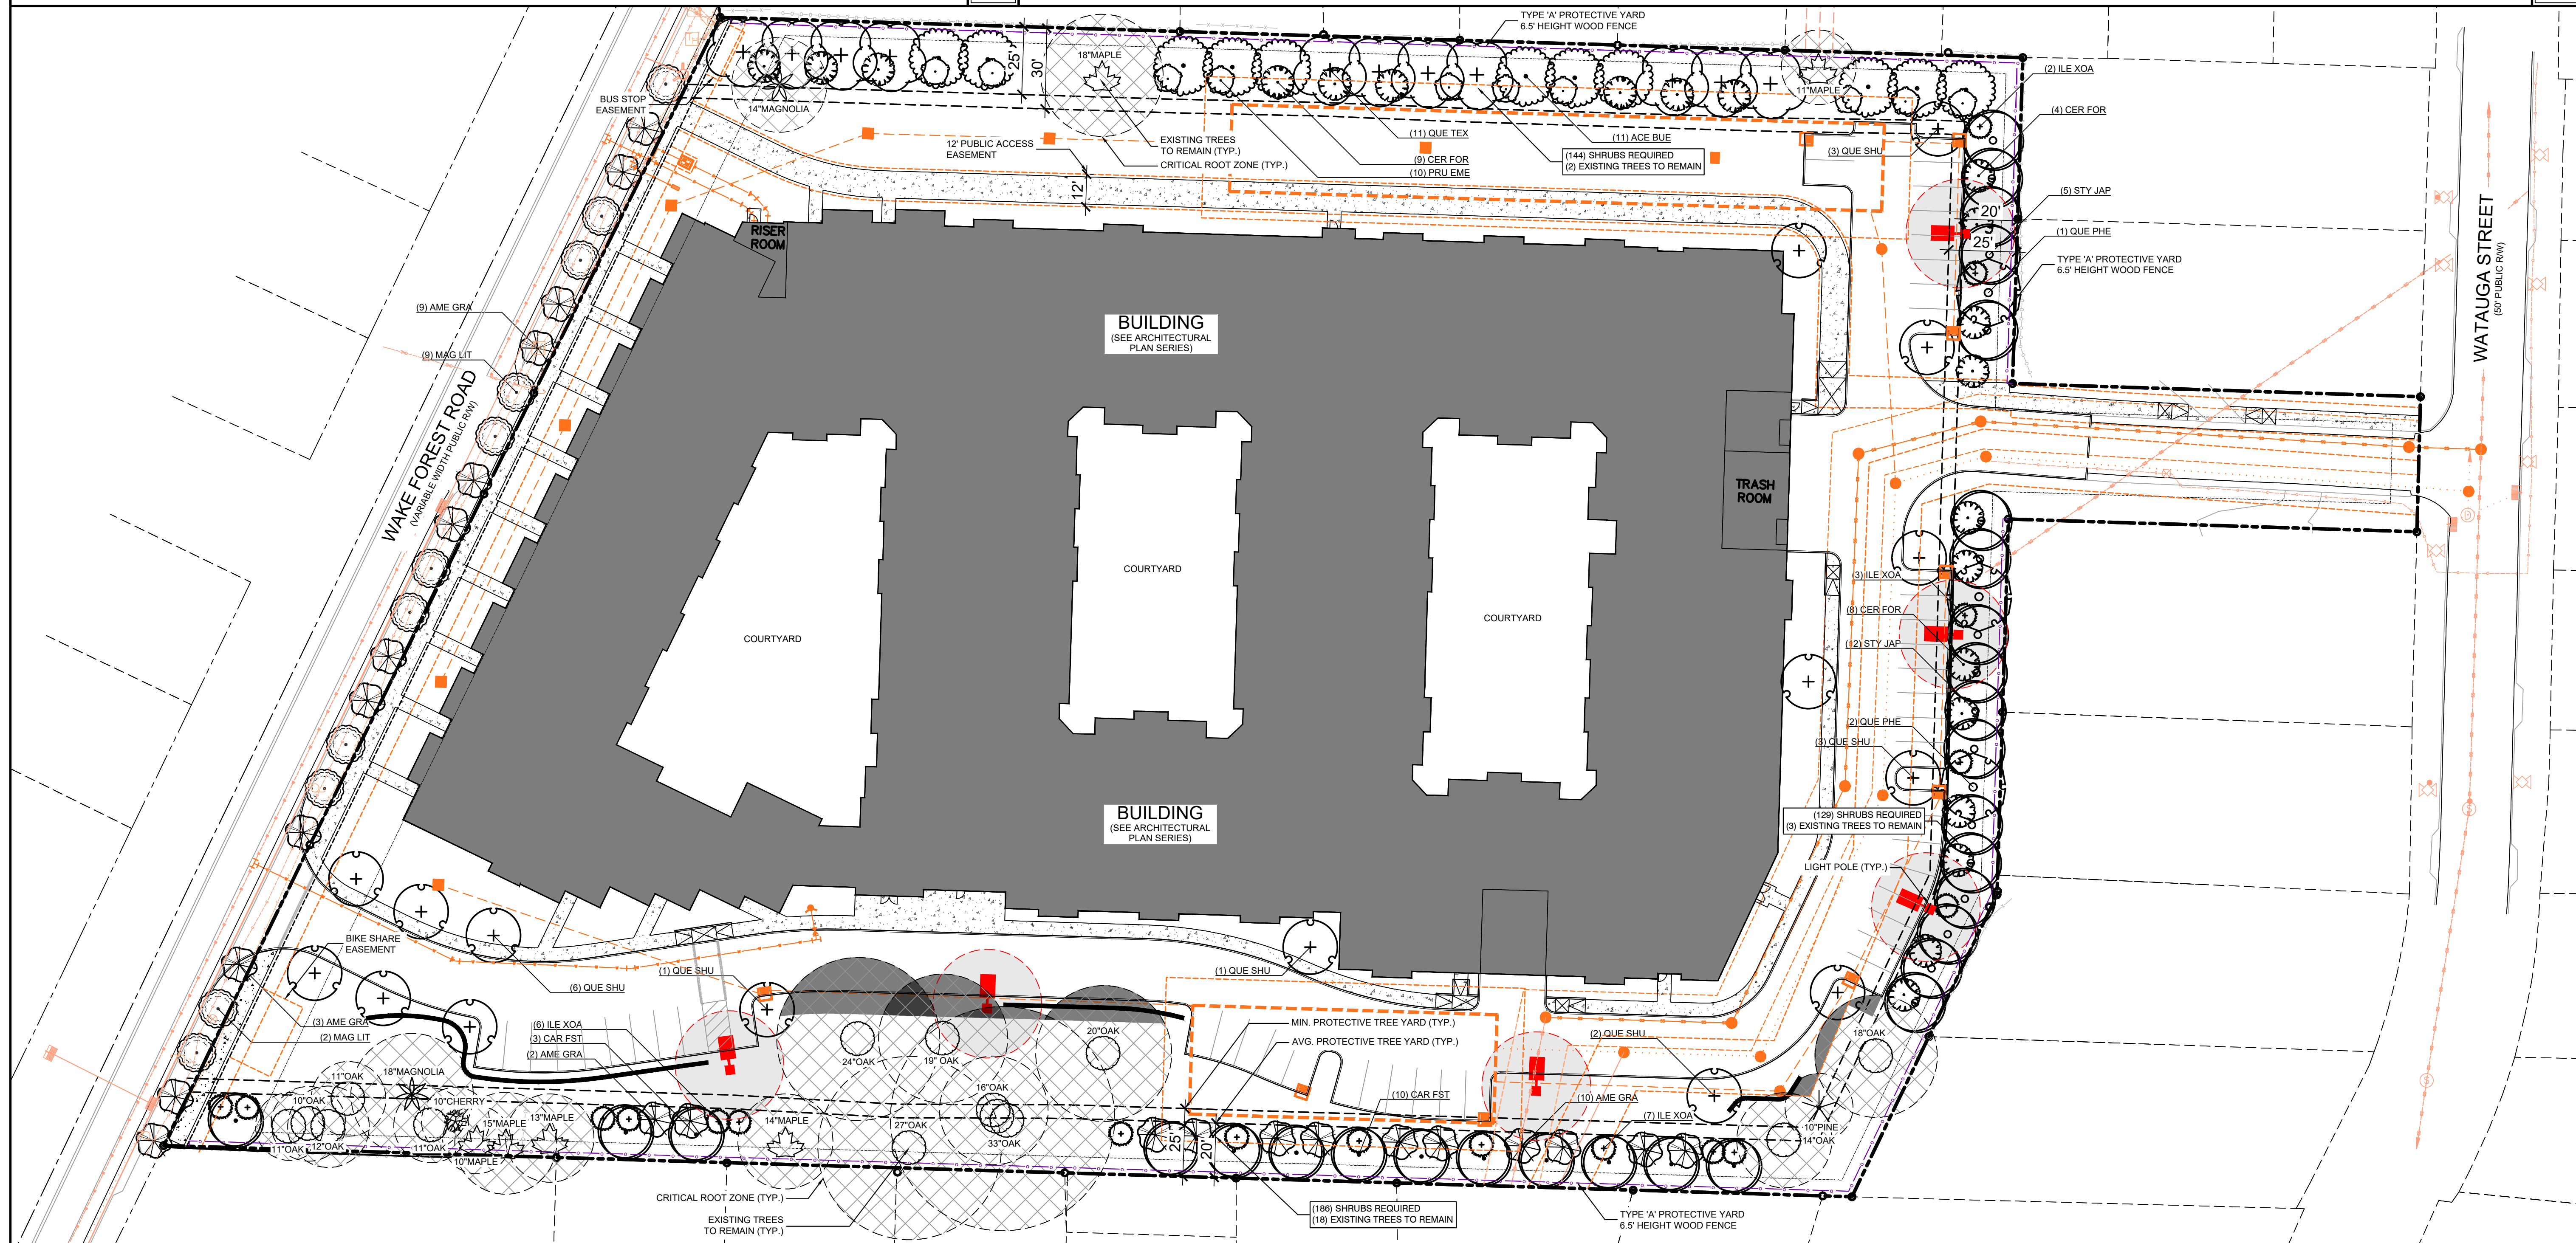 TYPE 'A' PROTECTIVE YARD
6.5' HEIGHT WOOD FENCE
25'
30'
18"MAPLE
14"MAGNOLIA
11"MAPLE
BUS STOP
EASEMENT
12' PUBLIC ACCESS
EASEMENT
12'
EXISTING TREES
TO REMAIN (TYP.)
CRITICAL ROOT ZONE (TYP.)
(11) QUE TEX
(9) CER FOR
(10) PRU EME
(11) ACE BUE
(144) SHRUBS REQUIRED
(2) EXISTING TREES TO REMAIN
(3) QUE SHU
(2) ILE XOA
(4) CER FOR
(5) STY JAP
20'
25'
(1) QUE PHE
TYPE 'A' PROTECTIVE YARD
6.5' HEIGHT WOOD FENCE
WATAUGA STREET
(50' PUBLIC R/W)
RISER
ROOM
BUILDING
(SEE ARCHITECTURAL
PLAN SERIES)
(9) AME GRA
(9) MAG LIT
WAKE FOREST ROAD
(VARIABLE WIDTH PUBLIC R/W)
TRASH
ROOM
COURTYARD
COURTYARD
COURTYARD
(3) ILE XOA
(8) CER FOR
(12) STY JAP
(2) QUE PHE
(3) QUE SHU
(129) SHRUBS REQUIRED
(3) EXISTING TREES TO REMAIN
LIGHT POLE (TYP.)
BUILDING
(SEE ARCHITECTURAL
PLAN SERIES)
BIKE SHARE
EASEMENT
(6) QUE SHU
(1) QUE SHU
(1) QUE SHU
(3) AME GRA
(2) MAG LIT
(6) ILE XOA
(3) CAR FST
(2) AME GRA
MIN. PROTECTIVE TREE YARD (TYP.)
AVG. PROTECTIVE TREE YARD (TYP.)
(2) QUE SHU
18"OAK
20"OAK
24"OAK
19" OAK
16"OAK
18"MAGNOLIA
11"OAK
10"OAK
10"CHERRY
15"MAPLE
13"MAPLE
14"MAPLE
27"OAK
33"OAK
11"OAK
12"OAK
11"OAK
10"MAPLE
(10) CAR FST
(10) AME GRA
(7) ILE XOA
10"PINE
14"OAK
25'
20'
CRITICAL ROOT ZONE (TYP.)
EXISTING TREES
TO REMAIN (TYP.)
(186) SHRUBS REQUIRED
(18) EXISTING TREES TO REMAIN
TYPE 'A' PROTECTIVE YARD
6.5' HEIGHT WOOD FENCE
D
S
S